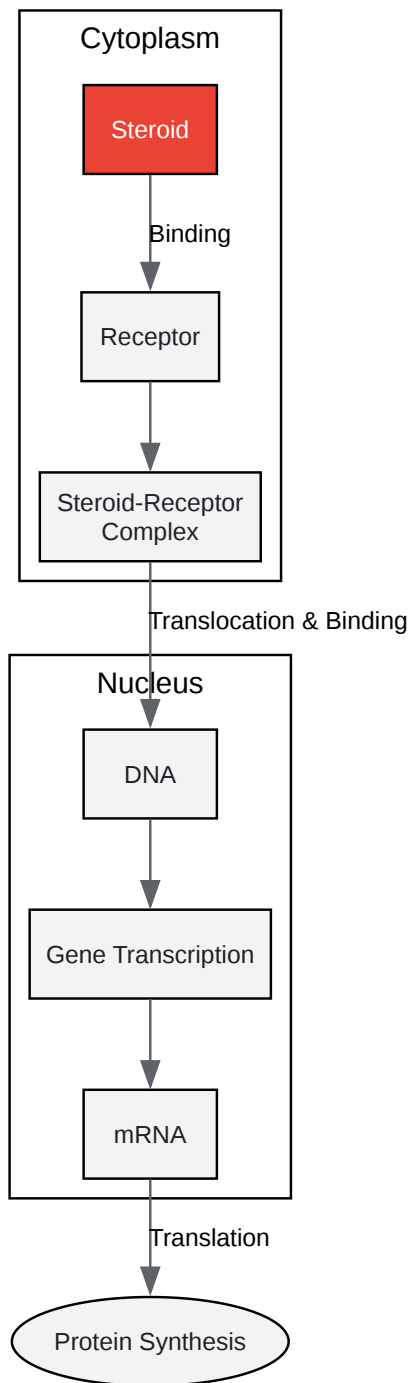 Cytoplasm
Steroid
Binding
Receptor
Steroid-Receptor
Complex
Translocation & Binding
Nucleus
DNA
Gene Transcription
mRNA
Translation
Protein Synthesis